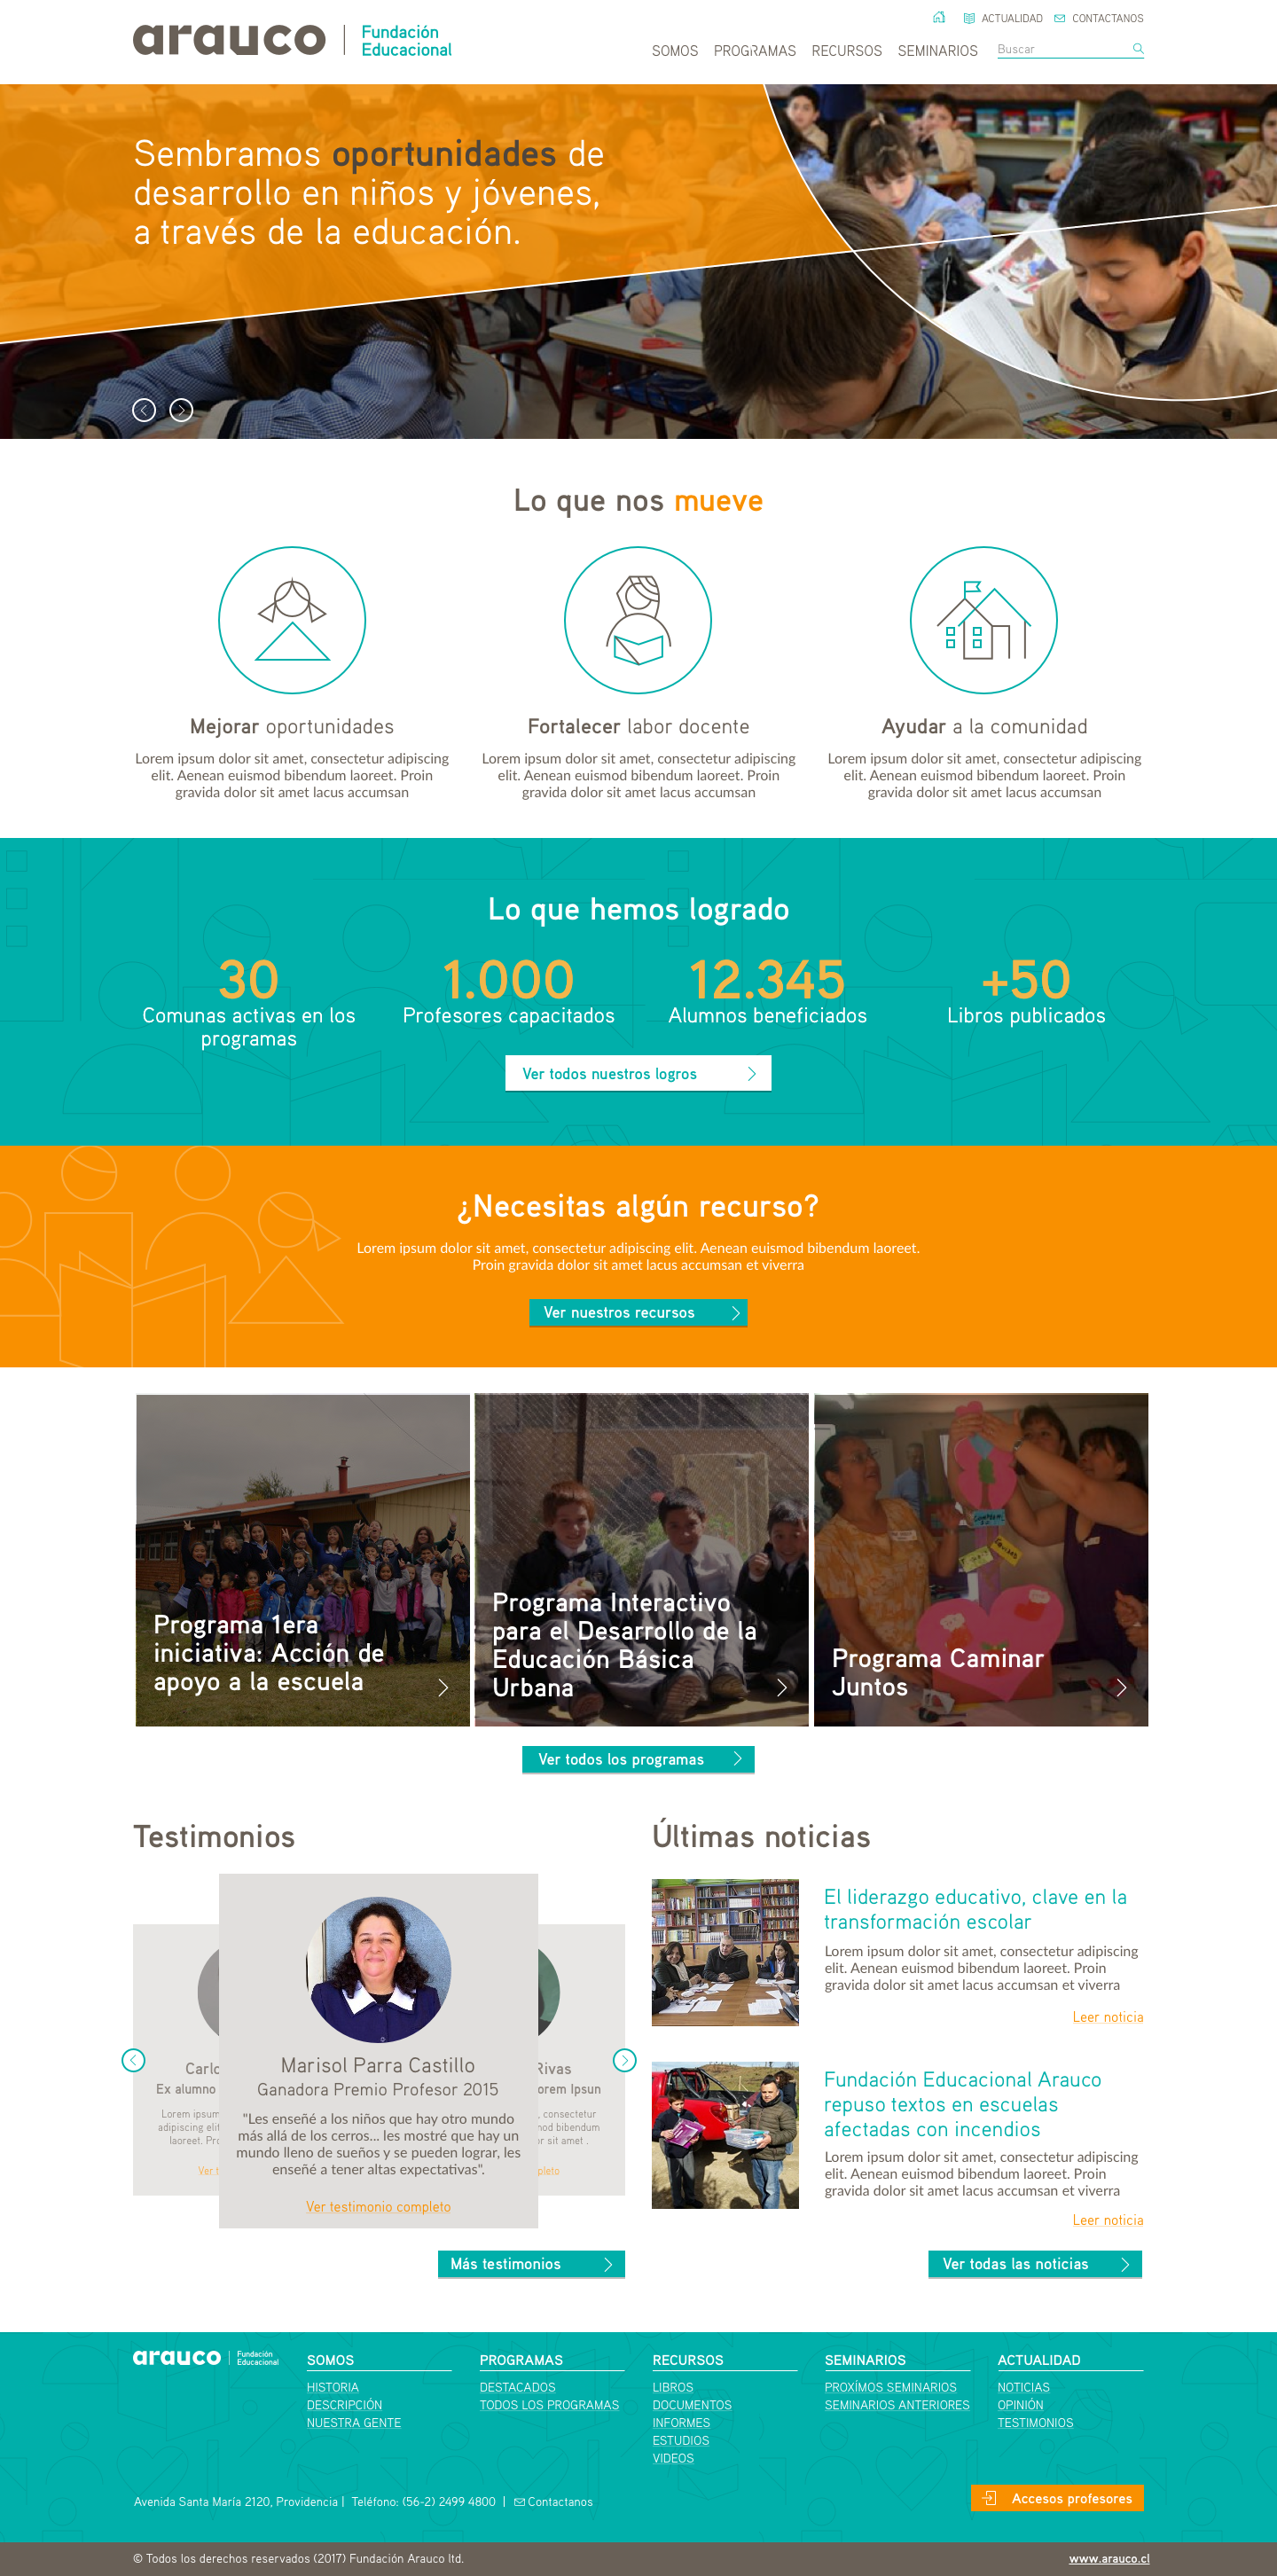 arauco
Fundación
Educacional
ACTUALIDAD
CONTACTANOS
SOMOS
PROGRAMAS
RECURSOS
SEMINARIOS
Buscar
Sembramos oportunidades de
desarrollo en niños y jóvenes,
a través de la educación.
Lo que nos mueve
Mejorar oportunidades
Lorem ipsum dolor sit amet, consectetur adipiscing
elit. Aenean euismod bibendum laoreet. Proin
gravida dolor sit amet lacus accumsan
Fortalecer labor docente
Lorem ipsum dolor sit amet, consectetur adipiscing
elit. Aenean euismod bibendum laoreet. Proin
gravida dolor sit amet lacus accumsan
Ayudar a la comunidad
Lorem ipsum dolor sit amet, consectetur adipiscing
elit. Aenean euismod bibendum laoreet. Proin
gravida dolor sit amet lacus accumsan
Lo que hemos logrado
30
Comunas activas en los
programas
1.000
Profesores capacitados
12.345
Alumnos beneficiados
+50
Libros publicados
Ver todos nuestros logros
¿Necesitas algún recurso?
Lorem ipsum dolor sit amet, consectetur adipiscing elit. Aenean euismod bibendum laoreet.
Proin gravida dolor sit amet lacus accumsan et viverra
Ver nuestros recursos
Programa 1era
iniciativa: Acción de
apoyo a la escuela
Programa Interactivo
para el Desarrollo de la
Educación Básica
Urbana
Programa Caminar
Juntos
Ver todos los programas
Testimonios
Carlo
Ex alumno
Lorem ipsum
adipiscing elit
laoreet. Pro
Ver t
Marisol Parra Castillo
Ganadora Premio Profesor 2015
"Les enseñé a los niños que hay otro mundo
más allá de los cerros... les mostré que hay un
mundo lleno de sueños y se pueden lograr, les
enseñé a tener altas expectativas".
Ver testimonio completo
Rivas
orem Ipsun
, consectetur
mod bibendum
or sit amet .
pleto
Más testimonios
Últimas noticias
El liderazgo educativo, clave en la
transformación escolar
Lorem ipsum dolor sit amet, consectetur adipiscing
elit. Aenean euismod bibendum laoreet. Proin
gravida dolor sit amet lacus accumsan et viverra
Leer noticia
Fundación Educacional Arauco
repuso textos en escuelas
afectadas con incendios
Lorem ipsum dolor sit amet, consectetur adipiscing
elit. Aenean euismod bibendum laoreet. Proin
gravida dolor sit amet lacus accumsan et viverra
Leer noticia
Ver todas las noticias
arauco
Fundación
Educacional
SOMOS
HISTORIA
DESCRIPCIÓN
NUESTRA GENTE
PROGRAMAS
DESTACADOS
TODOS LOS PROGRAMAS
RECURSOS
LIBROS
DOCUMENTOS
INFORMES
ESTUDIOS
VIDEOS
SEMINARIOS
PROXÍMOS SEMINARIOS
SEMINARIOS ANTERIORES
ACTUALIDAD
NOTICIAS
OPINIÓN
TESTIMONIOS
Avenida Santa María 2120, Providencia | Teléfono: (56-2) 2499 4800 | Contactanos
Accesos profesores
© Todos los derechos reservados (2017) Fundación Arauco ltd.
www.arauco.cl